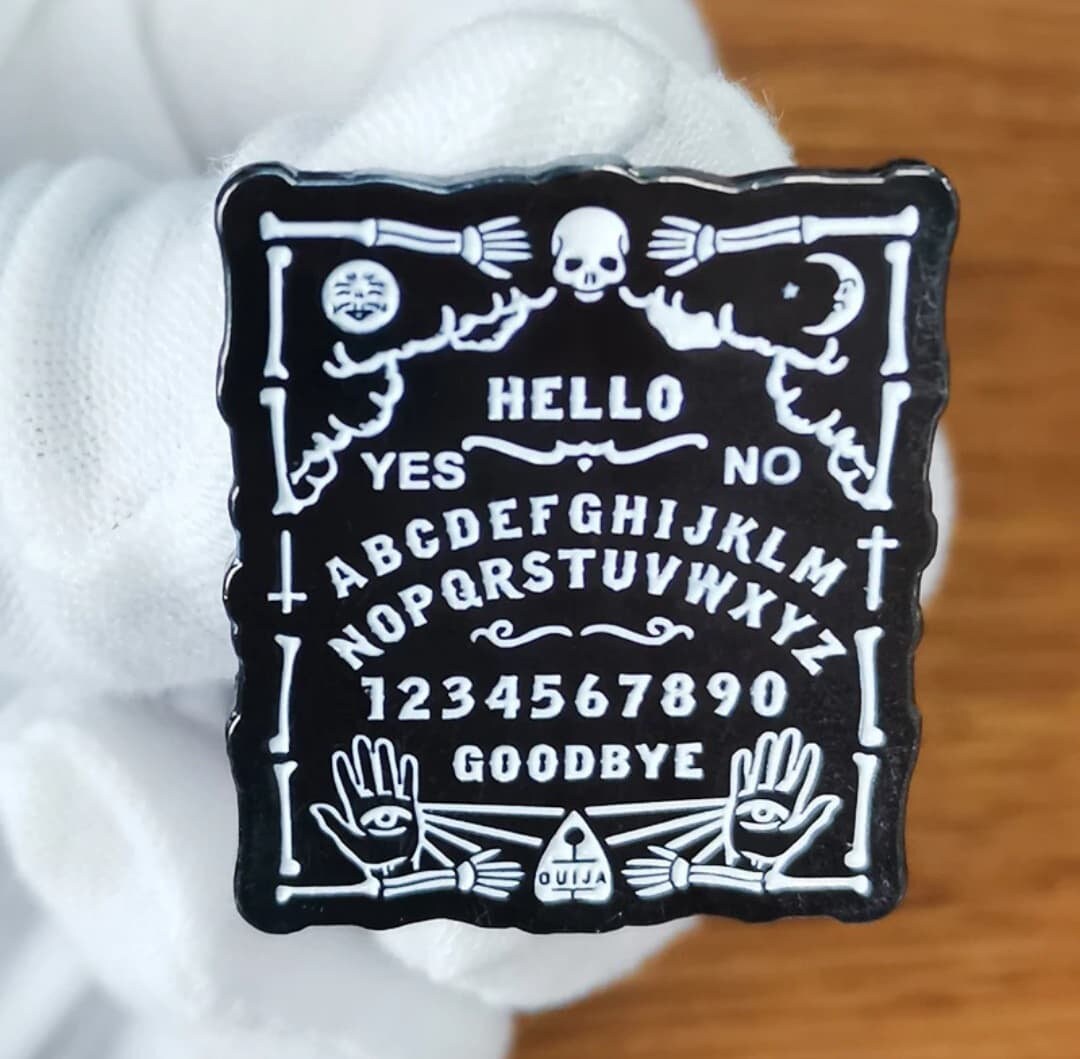 HELLO
YES NO
ABCDEFGHIJKLM
NOPQRSTUVWXYZ
1234567890
GOODBYE
OUIJA